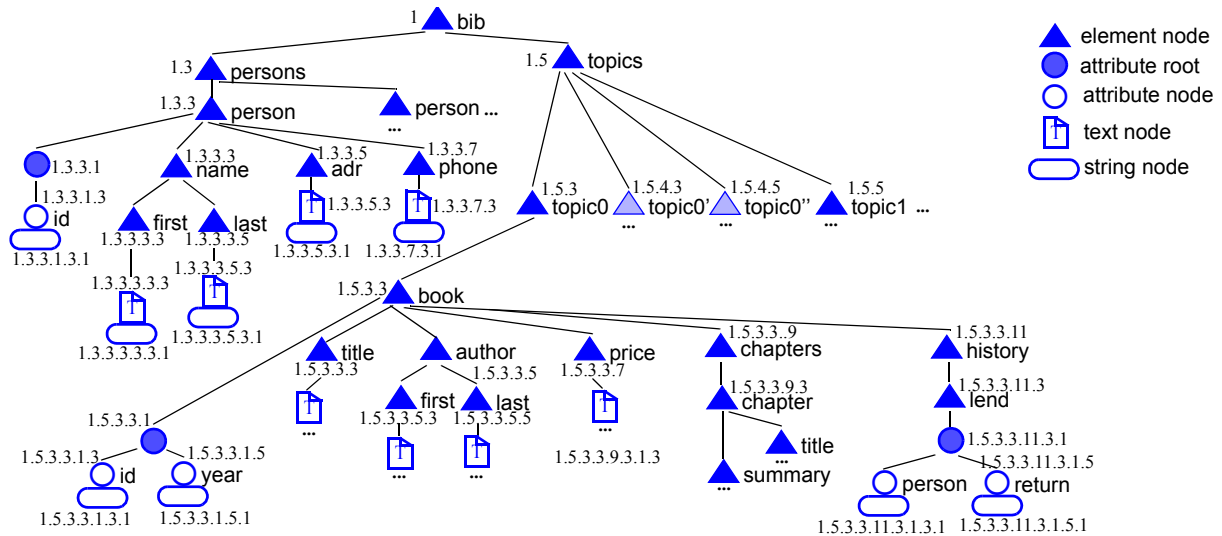 1 bib
element node
attribute root
attribute node
T text node
string node
1.3 persons
1.5 topics
1.3.3 person
person ...
...
1.3.3.1
1.3.3.3 name
1.3.3.5 adr
1.3.3.7 phone
1.3.3.1.3 id
1.3.3.1.3.1
first
1.3.3.3.3
last
1.3.3.3.5
T 1.3.3.5.3
1.3.3.5.3.1
T 1.3.3.7.3
1.3.3.7.3.1
1.3.3.3.3.3
T
1.3.3.3.3.3.1
1.3.3.3.5.3
T
1.3.3.3.5.3.1
1.5.3 topic0
1.5.4.3 topic0'
...
1.5.4.5 topic0''
...
1.5.5 topic1 ...
...
1.5.3.3 book
title
1.5.3.3.3
T
...
author
1.5.3.3.5
price
1.5.3.3.7
T
...
1.5.3.3..9
chapters
1.5.3.3.11
history
first
1.5.3.3.5.3
T
...
last
1.5.3.3.5.5
T
...
1.5.3.3.9.3
chapter
1.5.3.3.11.3
lend
1.5.3.3.1
1.5.3.3.1.3 id
1.5.3.3.1.3.1
1.5.3.3.1.5
year
1.5.3.3.1.5.1
1.5.3.3.9.3.1.3
title
...
summary
...
1.5.3.3.11.3.1
1.5.3.3.11.3.1.5
person
return
1.5.3.3.11.3.1.3.1
1.5.3.3.11.3.1.5.1